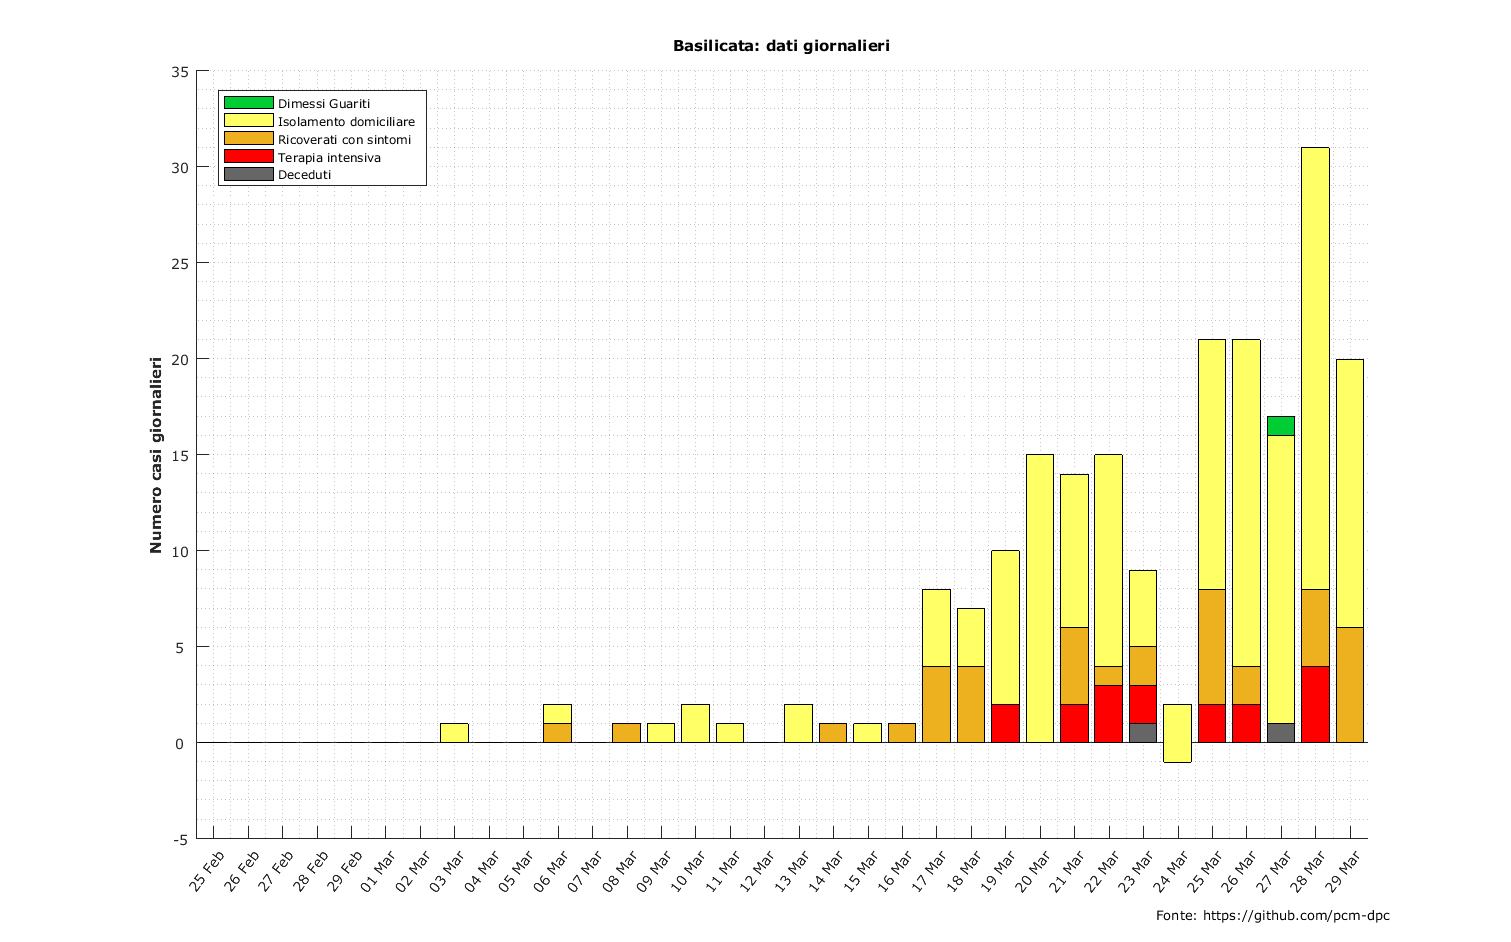 Basilicata: dati giornalieri
35
30
25
20
15
10
5
0
-5
Numero casi giornalieri
Dimessi Guariti
Isolamento domiciliare
Ricoverati con sintomi
Terapia intensiva
Deceduti
25 Feb
26 Feb
27 Feb
28 Feb
29 Feb
01 Mar
02 Mar
03 Mar
04 Mar
05 Mar
06 Mar
07 Mar
08 Mar
09 Mar
10 Mar
11 Mar
12 Mar
13 Mar
14 Mar
15 Mar
16 Mar
17 Mar
18 Mar
19 Mar
20 Mar
21 Mar
22 Mar
23 Mar
24 Mar
25 Mar
26 Mar
27 Mar
28 Mar
29 Mar
Fonte: https://github.com/pcm-dpc